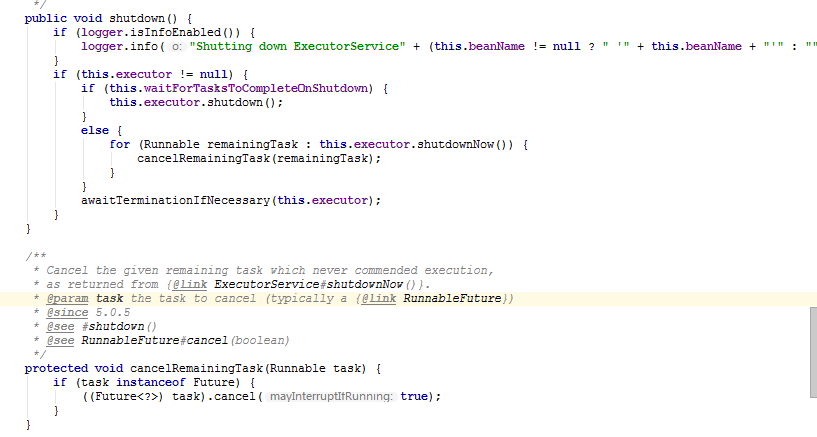 */
public void shutdown() {
if (logger.isInfoEnabled()) {
logger.info( o: "Shutting down ExecutorService" + (this.beanName != null ? " '" + this.beanName + "'" : ""
}
if (this.executor != null) {
if (this.waitForTasksToCompleteOnShutdown) {
this.executor.shutdown();
}
else {
for (Runnable remainingTask : this.executor.shutdownNow()) {
cancelRemainingTask(remainingTask);
}
}
awaitTerminationIfNecessary(this.executor);
}
}
/**
* Cancel the given remaining task which never commended execution,
* as returned from {@link ExecutorService#shutdownNow()}.
* @param task the task to cancel (typically a {@link RunnableFuture})
* @since 5.0.5
* @see #shutdown()
* @see RunnableFuture#cancel(boolean)
*/
protected void cancelRemainingTask(Runnable task) {
if (task instanceof Future) {
((Future<?>) task).cancel( mayInterruptIfRunning: true);
}
}